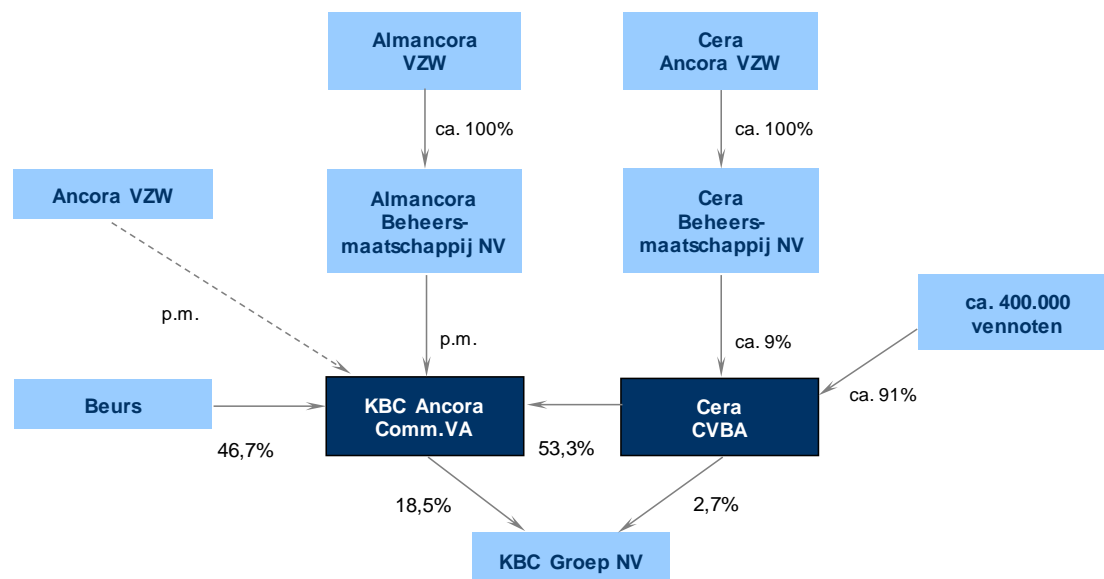 Almancora
VZW
Cera
Ancora VZW
ca. 100%
ca. 100%
Ancora VZW
Almancora
Beheers-
maatschappij NV
Cera
Beheers-
maatschappij NV
ca. 400.000
vennoten
p.m.
p.m.
ca. 9%
ca. 91%
Beurs
KBC Ancora
Comm.VA
Cera
CVBA
46,7%
53,3%
18,5%
2,7%
KBC Groep NV